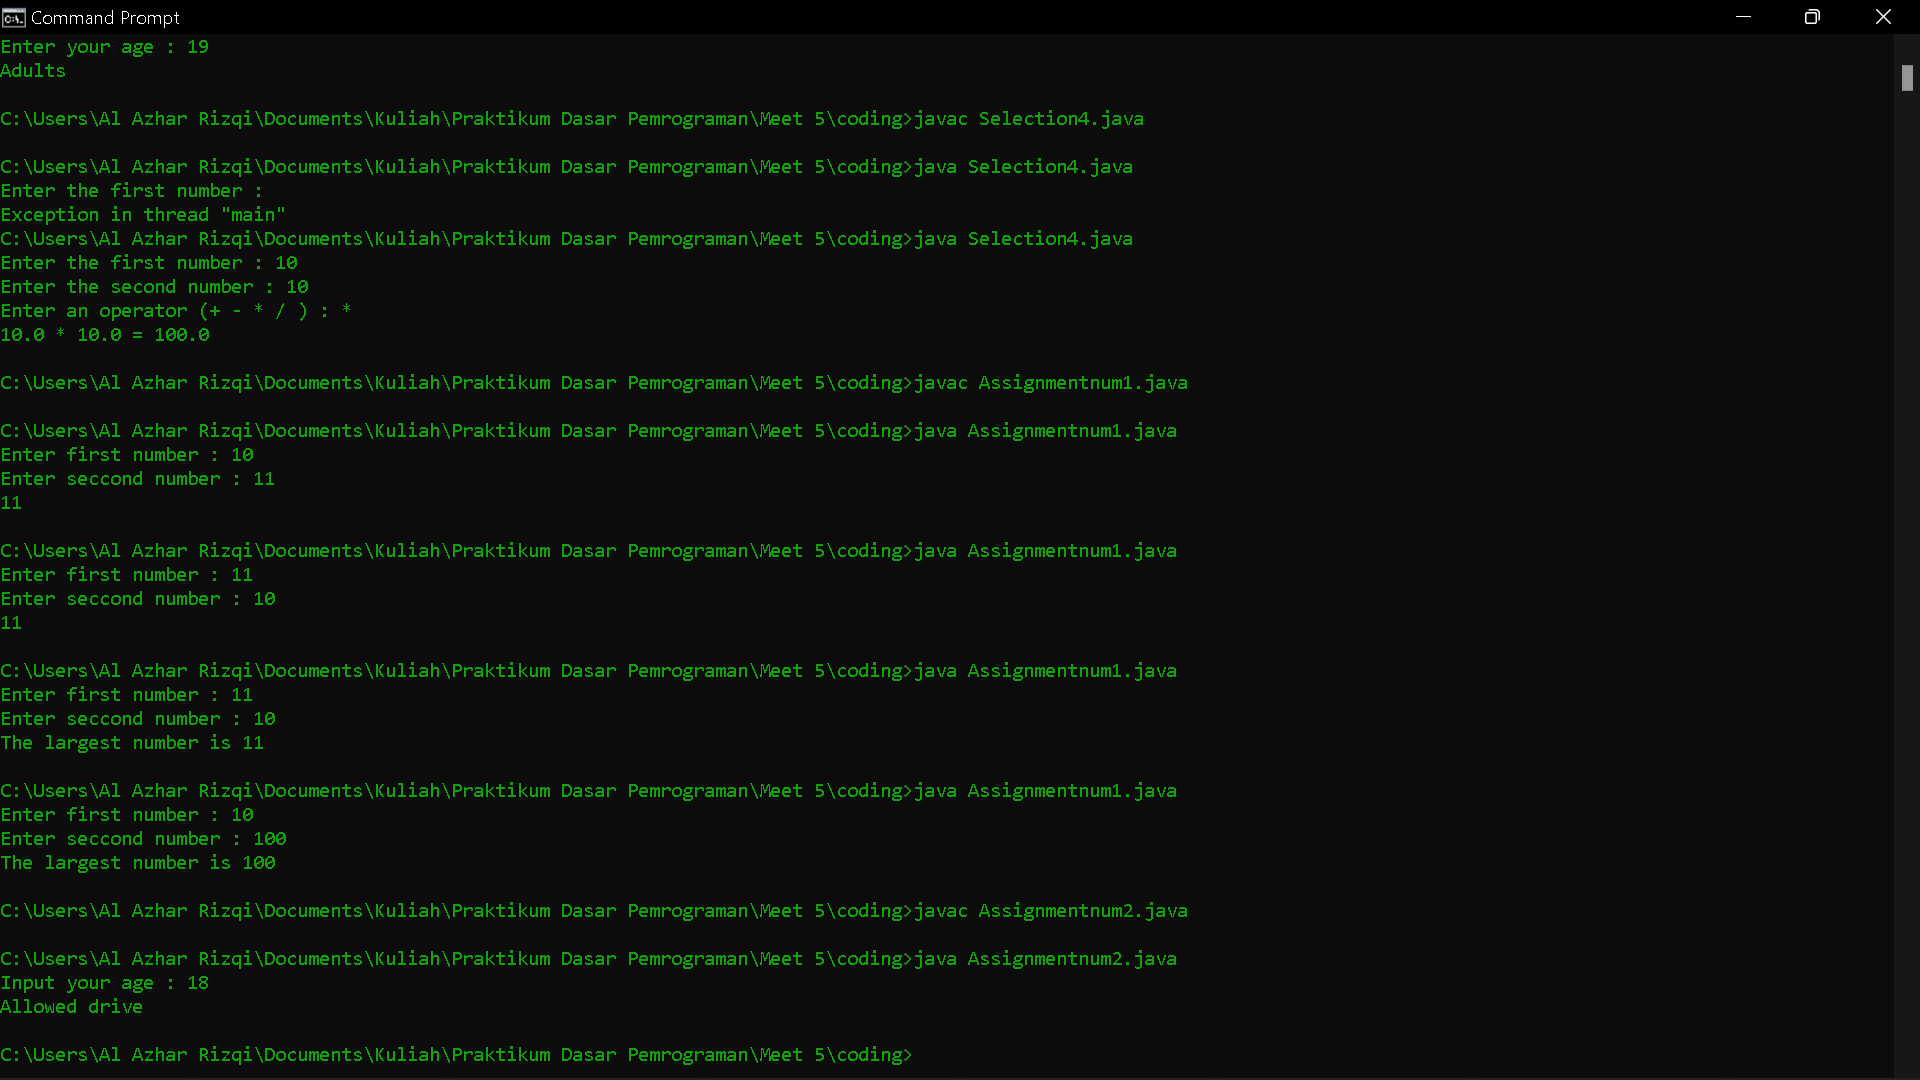 Command Prompt
Enter your age : 19
Adults
C:\Users\Al Azhar Rizqi\Documents\Kuliah\Praktikum Dasar Pemrograman\Meet 5\coding>javac Selection4.java
C:\Users\Al Azhar Rizqi\Documents\Kuliah\Praktikum Dasar Pemrograman\Meet 5\coding>java Selection4.java
Enter the first number :
Exception in thread "main"
C:\Users\Al Azhar Rizqi\Documents\Kuliah\Praktikum Dasar Pemrograman\Meet 5\coding>java Selection4.java
Enter the first number : 10
Enter the second number : 10
Enter an operator (+ - * / ) : *
10.0 * 10.0 = 100.0
C:\Users\Al Azhar Rizqi\Documents\Kuliah\Praktikum Dasar Pemrograman\Meet 5\coding>javac Assignmentnum1.java
C:\Users\Al Azhar Rizqi\Documents\Kuliah\Praktikum Dasar Pemrograman\Meet 5\coding>java Assignmentnum1.java
Enter first number : 10
Enter seccond number : 11
11
C:\Users\Al Azhar Rizqi\Documents\Kuliah\Praktikum Dasar Pemrograman\Meet 5\coding>java Assignmentnum1.java
Enter first number : 11
Enter seccond number : 10
11
C:\Users\Al Azhar Rizqi\Documents\Kuliah\Praktikum Dasar Pemrograman\Meet 5\coding>java Assignmentnum1.java
Enter first number : 11
Enter seccond number : 10
The largest number is 11
C:\Users\Al Azhar Rizqi\Documents\Kuliah\Praktikum Dasar Pemrograman\Meet 5\coding>java Assignmentnum1.java
Enter first number : 10
Enter seccond number : 100
The largest number is 100
C:\Users\Al Azhar Rizqi\Documents\Kuliah\Praktikum Dasar Pemrograman\Meet 5\coding>javac Assignmentnum2.java
C:\Users\Al Azhar Rizqi\Documents\Kuliah\Praktikum Dasar Pemrograman\Meet 5\coding>java Assignmentnum2.java
Input your age : 18
Allowed drive
C:\Users\Al Azhar Rizqi\Documents\Kuliah\Praktikum Dasar Pemrograman\Meet 5\coding>